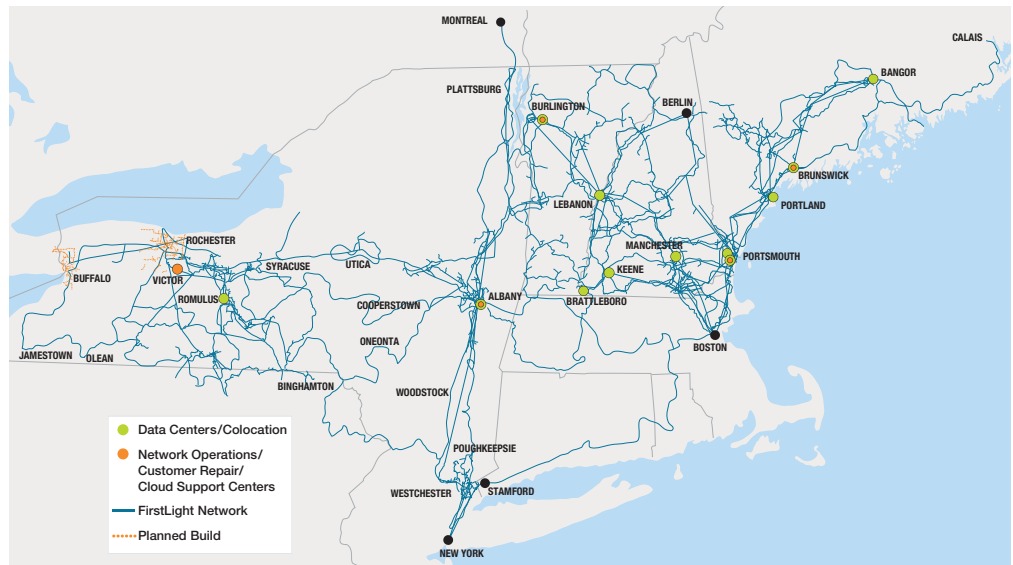 MONTREAL
CALAIS
BANGOR
PLATTSBURG
BURLINGTON
BERLIN
BRUNSWICK
LEBANON
PORTLAND
ROCHESTER
MANCHESTER
PORTSMOUTH
SYRACUSE
UTICA
BUFFALO
VICTOR
KEENE
ROMULUS
ALBANY
BRATTLEBORO
COOPERSTOWN
ONEONTA
BOSTON
JAMESTOWN
OLEAN
BINGHAMTON
WOODSTOCK
Data Centers/Colocation
Network Operations/
Customer Repair/
Cloud Support Centers
FirstLight Network
Planned Build
POUGHKEEPSIE
WESTCHESTER
STAMFORD
NEW YORK